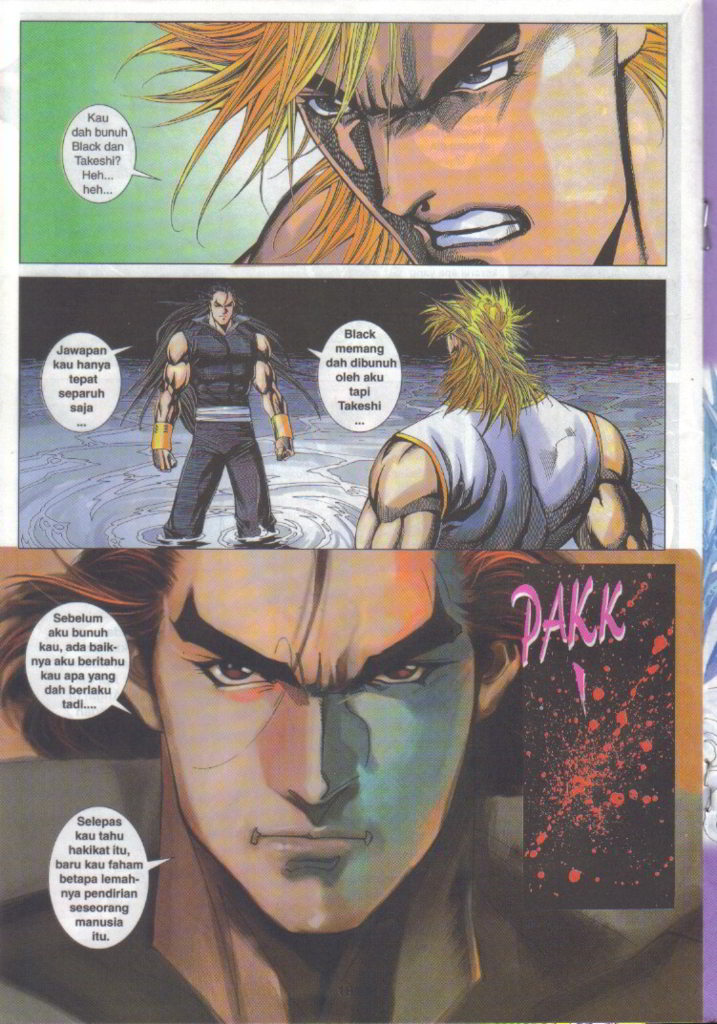 Kau
dah bunuh
Black dan
Takeshi?
Heh...
heh...
Jawapan
kau hanya
tepat
separuh
saja
...
Black
memang
dah dibunuh
oleh aku
tapi
Takeshi
...
Sebelum
aku bunuh
kau, ada baik-
nya aku beritahu
kau apa yang
dah berlaku
tadi....
PAKK
!
Selepas
kau tahu
hakikat itu,
baru kau faham
betapa lemah-
nya pendirian
seseorang
manusia
itu.